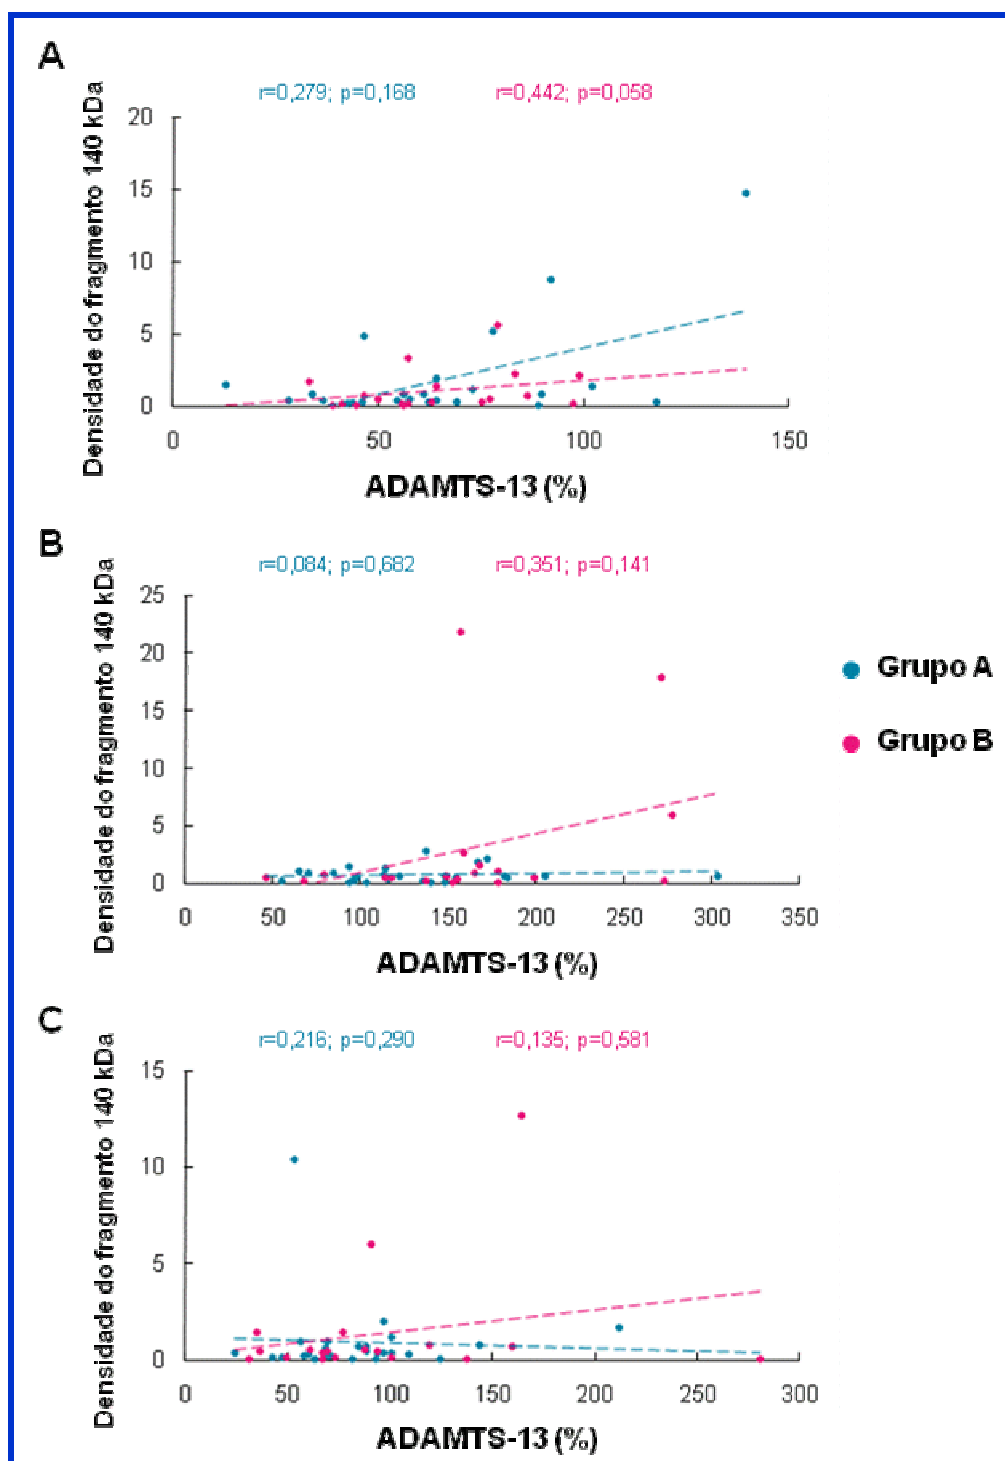 A
r=0,279; p=0,168 r=0,442; p=0,058
Densidade do fragmento 140 kDa
20
15
10
5
0
0 50 100 150
ADAMTS-13 (%)
B
r=0,084; p=0,682 r=0,351; p=0,141
Densidade do fragmento 140 kDa
25
20
15
10
5
0
0 50 100 150 200 250 300 350
ADAMTS-13 (%)
Grupo A
Grupo B
C
r=0,216; p=0,290 r=0,135; p=0,581
Densidade do fragmento 140 kDa
15
10
5
0
0 50 100 150 200 250 300
ADAMTS-13 (%)